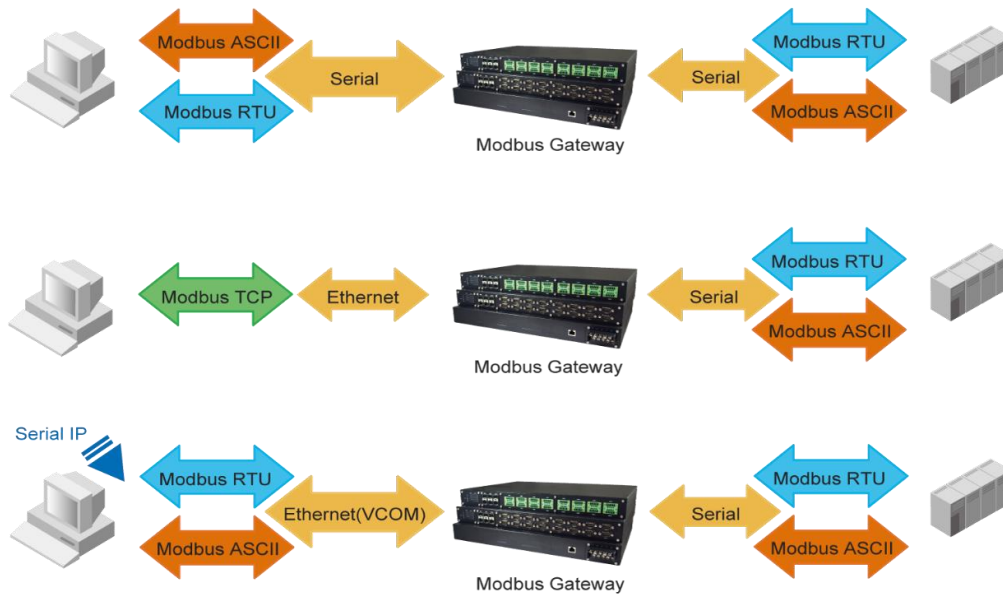 Modbus ASCII
Modbus RTU
Serial
Modbus Gateway
Serial
Modbus RTU
Modbus ASCII
Modbus TCP
Ethernet
Modbus Gateway
Serial
Modbus RTU
Modbus ASCII
Serial IP
Modbus RTU
Modbus ASCII
Ethernet(VCOM)
Modbus Gateway
Serial
Modbus RTU
Modbus ASCII